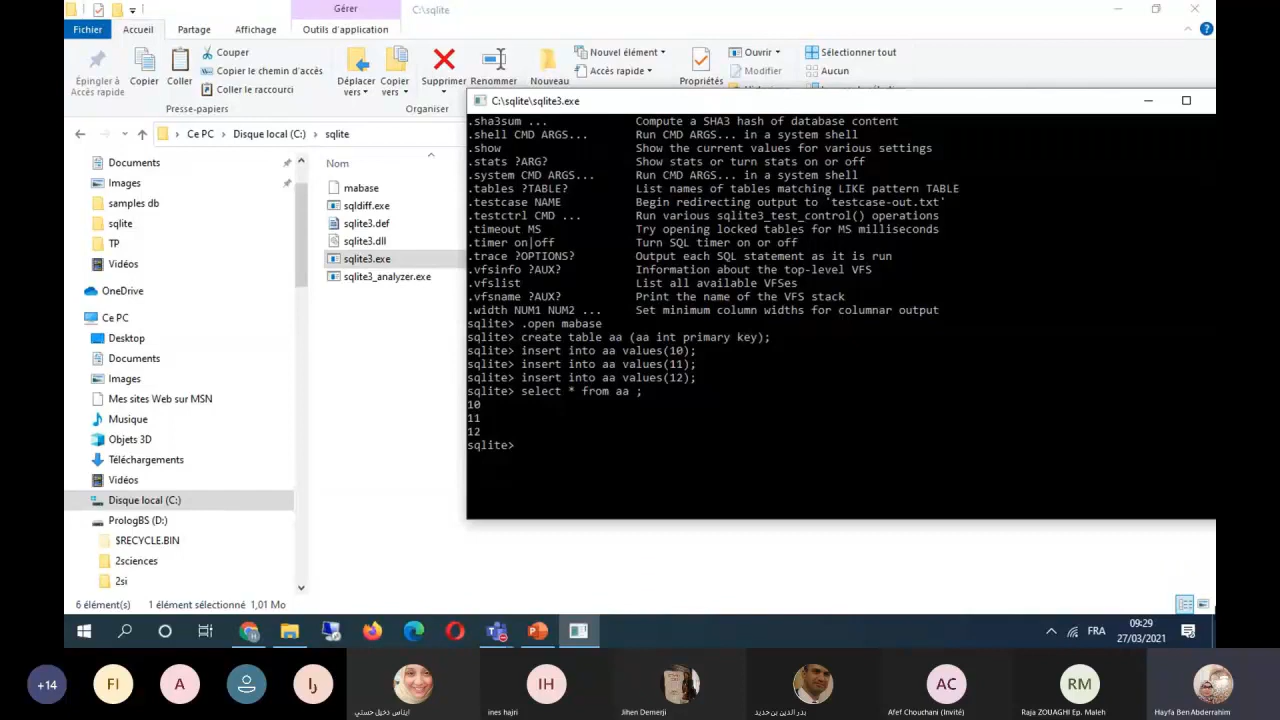 Gérer
C:\sqlite
Fichier
Accueil
Partage
Affichage
Outils d'application
Épingler à
Accès rapide
Copier
Coller
Couper
Copier le chemin d'accès
Coller le raccourci
Presse-papiers
Déplacer
vers
Copier
vers
Supprimer
Renommer
Organiser
Nouveau
Nouvel élément
Accès rapide
Propriétés
Ouvrir
Modifier
Sélectionner tout
Aucun
Ce PC
Disque local (C:)
sqlite
Documents
Images
samples db
sqlite
TP
Vidéos
OneDrive
Ce PC
Desktop
Documents
Images
Mes sites Web sur MSN
Musique
Objets 3D
Téléchargements
Vidéos
Disque local (C:)
PrologBS (D:)
$RECYCLE.BIN
2sciences
2si
Nom
mabase
sqldiff.exe
sqlite3.def
sqlite3.dll
sqlite3.exe
sqlite3_analyzer.exe
6 élément(s)
1 élément sélectionné 1,01 Mo
C:\sqlite\sqlite3.exe
.sha3sum ... Compute a SHA3 hash of database content
.shell CMD ARGS... Run CMD ARGS... in a system shell
.show Show the current values for various settings
.stats ?ARG? Show stats or turn stats on or off
.system CMD ARGS... Run CMD ARGS... in a system shell
.tables ?TABLE? List names of tables matching LIKE pattern TABLE
.testcase NAME Begin redirecting output to 'testcase-out.txt'
.testctrl CMD ... Run various sqlite3_test_control() operations
.timeout MS Try opening locked tables for MS milliseconds
.timer on|off Turn SQL timer on or off
.trace ?OPTIONS? Output each SQL statement as it is run
.vfsinfo ?AUX? Information about the top-level VFS
.vfslist List all available VFSes
.vfsname ?AUX? Print the name of the VFS stack
.width NUM1 NUM2 ... Set minimum column widths for columnar output
sqlite> .open mabase
sqlite> create table aa (aa int primary key);
sqlite> insert into aa values(10);
sqlite> insert into aa values(11);
sqlite> insert into aa values(12);
sqlite> select * from aa ;
10
11
12
sqlite>
FRA
09:29
27/03/2021
+14
FI
A
را
ايناس دخيل حسني
IH
ines hajri
Jihen Demerji
بدر الدين بن حديد
AC
Afef Chouchani (Invité)
RM
Raja ZOUAGHI Ep. Maleh
Hayfa Ben Abderrahim